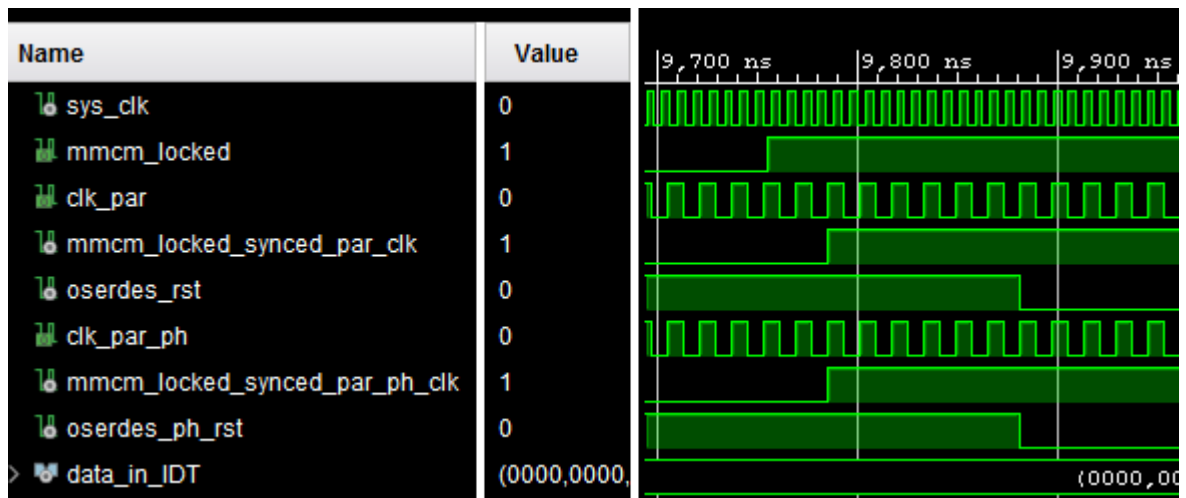 Name Value 9,700 ns 9,800 ns 9,900 ns
sys_clk 0
mmcm_locked 1
clk_par 0
mmcm_locked_synced_par_clk 1
oserdes_rst 0
clk_par_ph 0
mmcm_locked_synced_par_ph_clk 1
oserdes_ph_rst 0
data_in_IDT (0000,0000, (0000,00